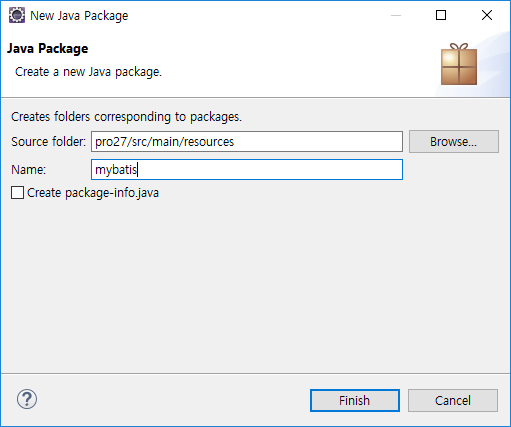 New Java Package
Java Package
Create a new Java package.
Creates folders corresponding to packages.
Source folder: pro27/src/main/resources Browse...
Name: mybatis
Create package-info.java
? Finish Cancel